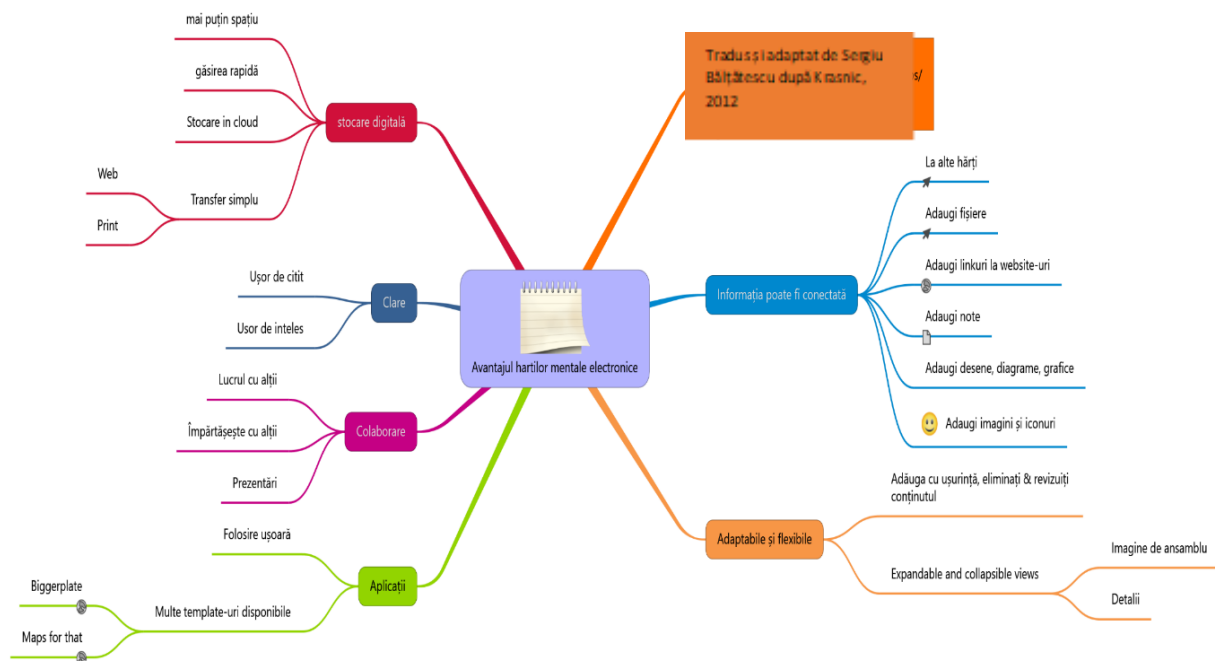 mai puțin spațiu
găsirea rapidă
Stocare in cloud
Web
Print
Transfer simplu
stocare digitală
Ușor de citit
Usor de inteles
Clare
Lucrul cu alții
Împărtășește cu alții
Prezentări
Colaborare
Folosire ușoară
Biggerplate
Maps for that
Multe template-uri disponibile
Aplicații
Avantajul hartilor mentale electronice
Tradus și adaptat de Sergiu
Bălțătescu după Krasnic,
2012
Informația poate fi conectată
La alte hărți
Adaugi fișiere
Adaugi linkuri la website-uri
Adaugi note
Adaugi desene, diagrame, grafice
Adaugi imagini și iconuri
Adaptabile și flexibile
Adăuga cu ușurință, eliminați & revizuiți
conținutul
Expandable and collapsible views
Imagine de ansamblu
Detalii